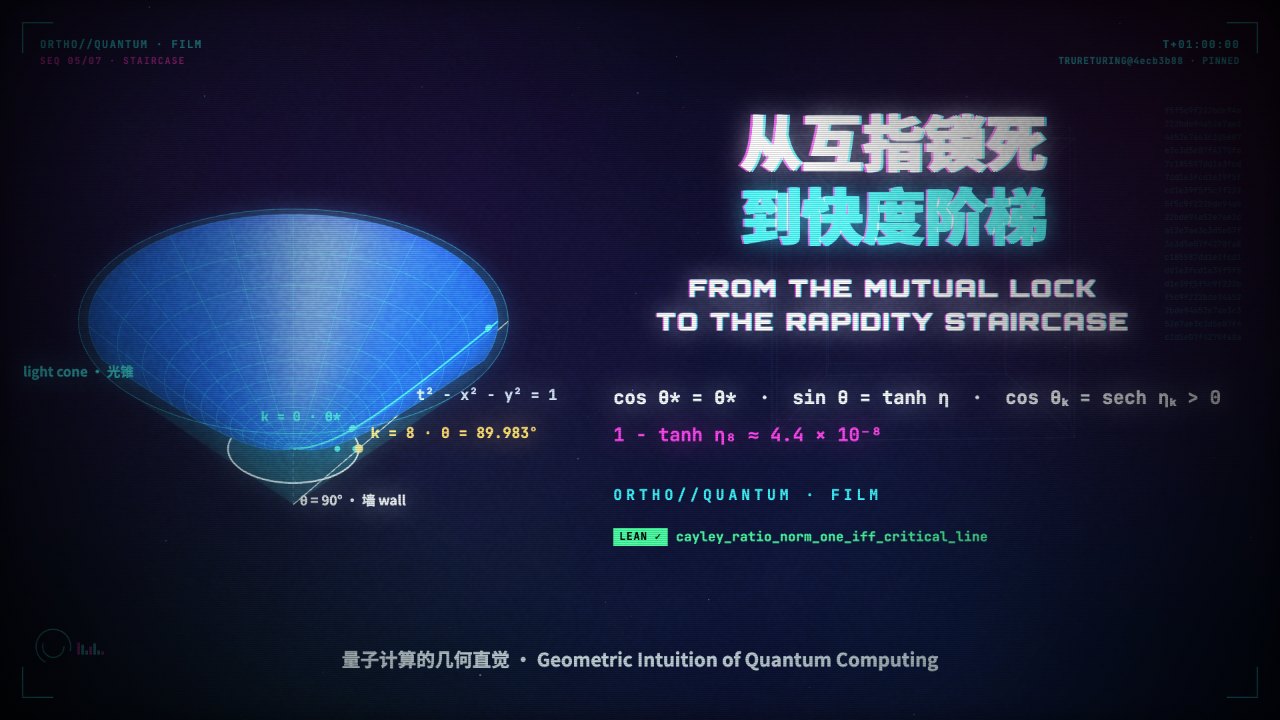 ORTHO//QUANTUM · FILM
SEQ 05/07 · STAIRCASE
T+01:00:00
TRURETURING@4ecb3b88 · PINNED
从互指锁死
到快度阶梯
FROM THE MUTUAL LOCK
TO THE RAPIDITY STAIRCASE
light cone · 光锥
t² - x² - y² = 1
k = 0 · θ*
k = 8 · θ = 89.983°
θ = 90° · 墙 wall
cos θ* = θ* · sin θ = tanh η · cos θₖ = sech ηₖ > 0
1 - tanh η₈ ≈ 4.4 × 10⁻⁸
ORTHO//QUANTUM · FILM
LEAN ✓ cayley_ratio_norm_one_iff_critical_line
量子计算的几何直觉 · Geometric Intuition of Quantum Computing